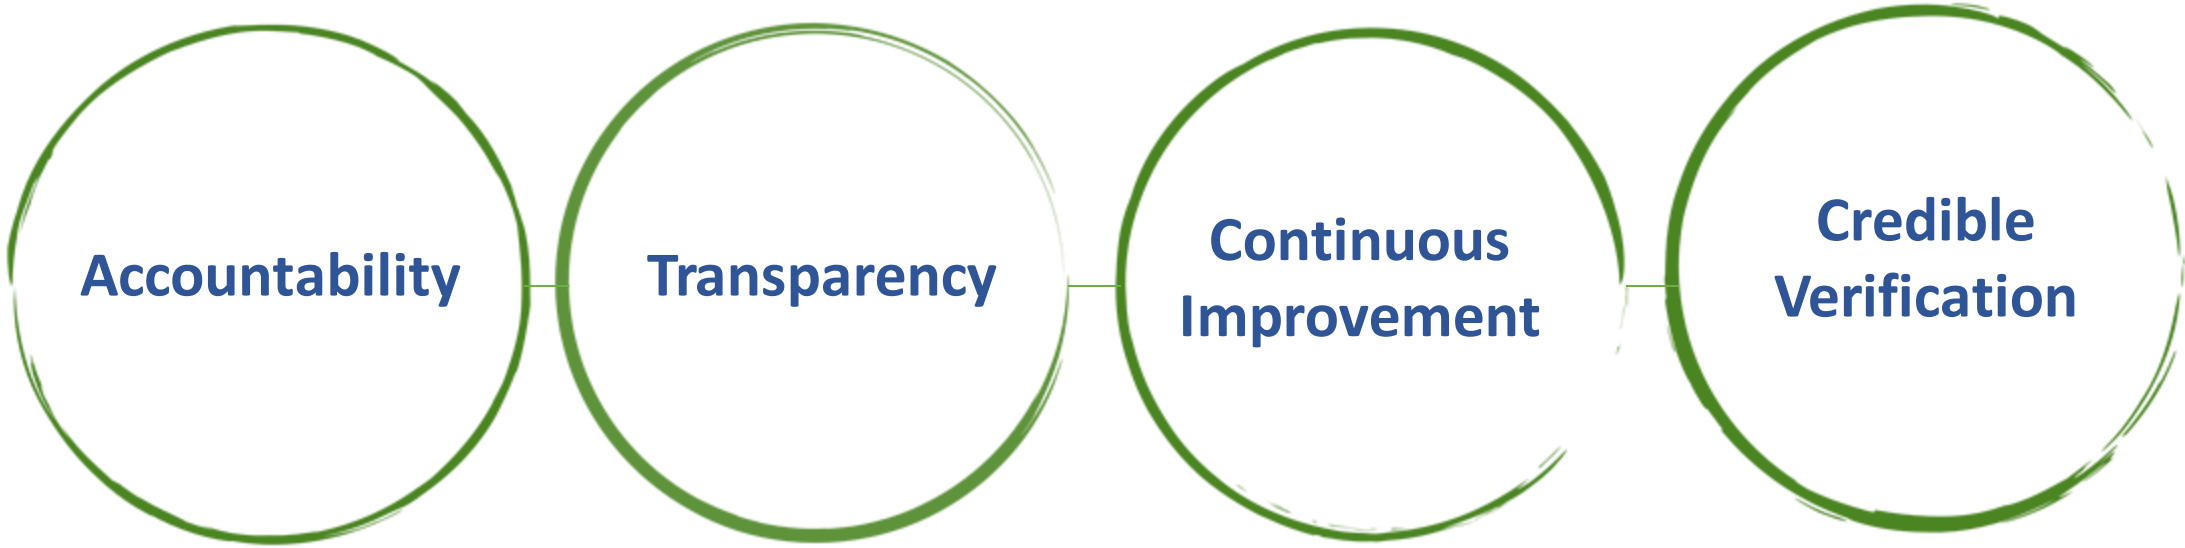 Accountability
Transparency
Continuous
Improvement
Credible
Verification